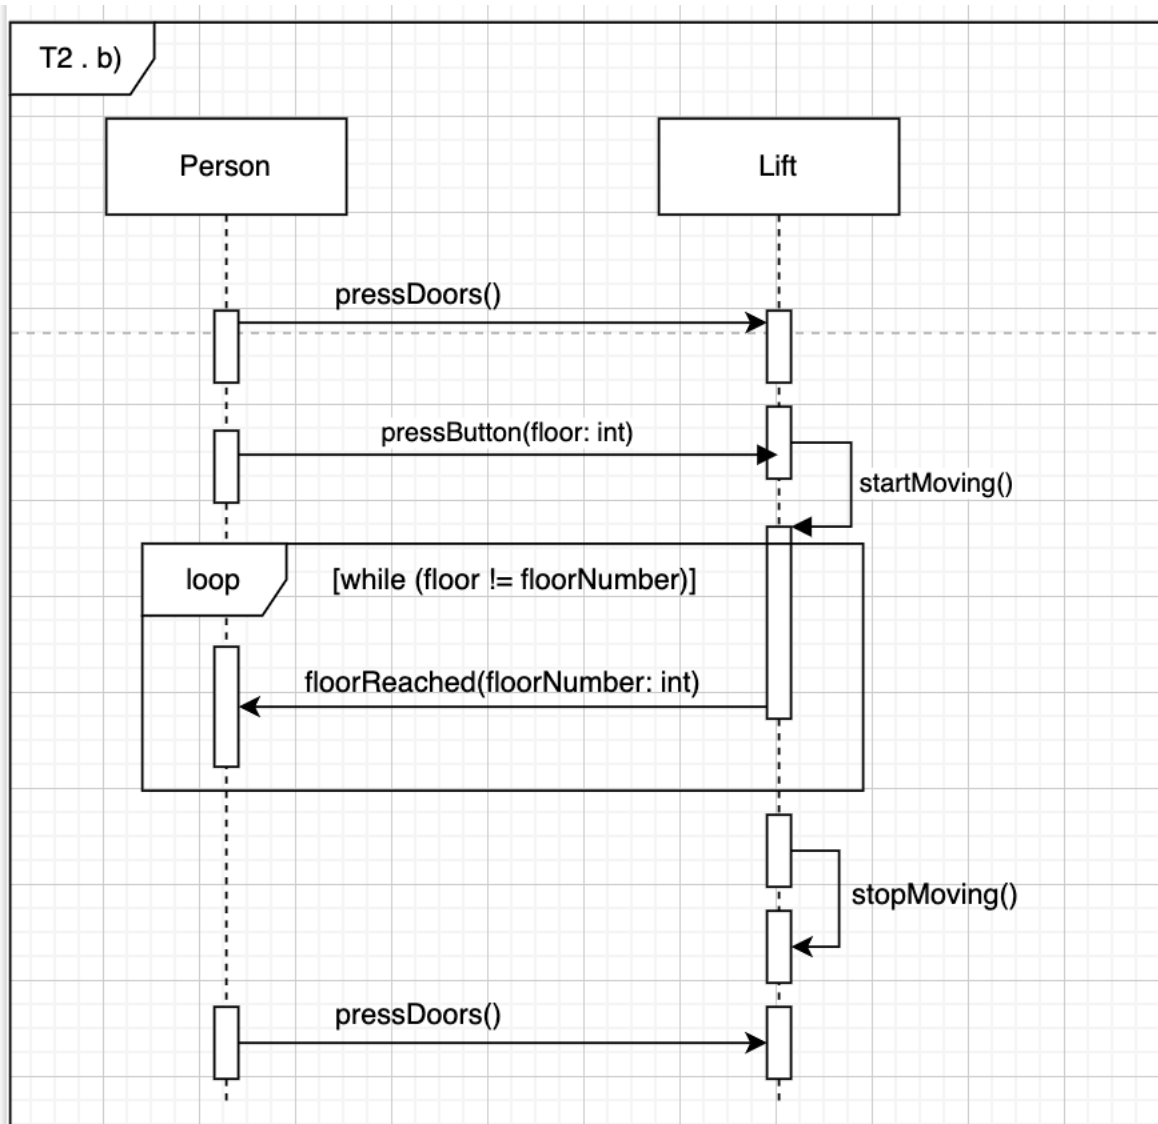 T2 . b)
Person
Lift
pressDoors()
pressButton(floor: int)
startMoving()
loop
[while (floor != floorNumber)]
floorReached(floorNumber: int)
stopMoving()
pressDoors()